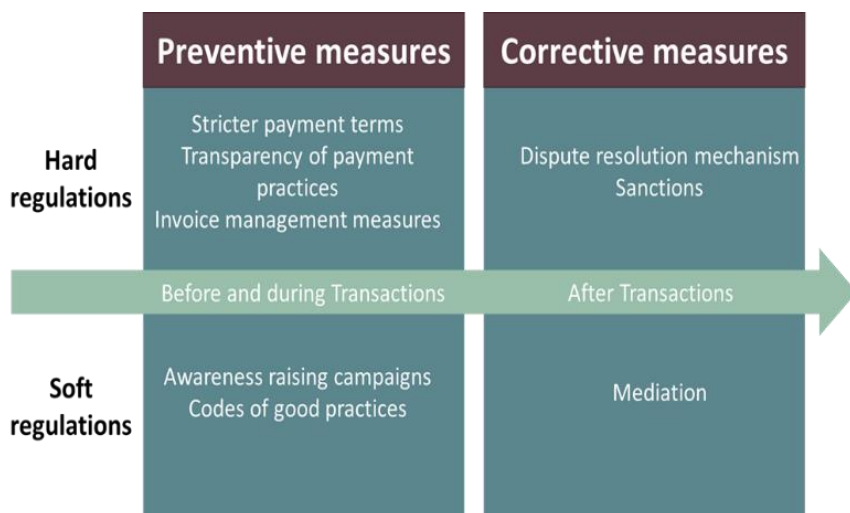 Preventive measures
Corrective measures
Hard
regulations
Stricter payment terms
Transparency of payment
practices
Invoice management measures
Dispute resolution mechanism
Sanctions
Before and during Transactions
After Transactions
Soft
regulations
Awareness raising campaigns
Codes of good practices
Mediation